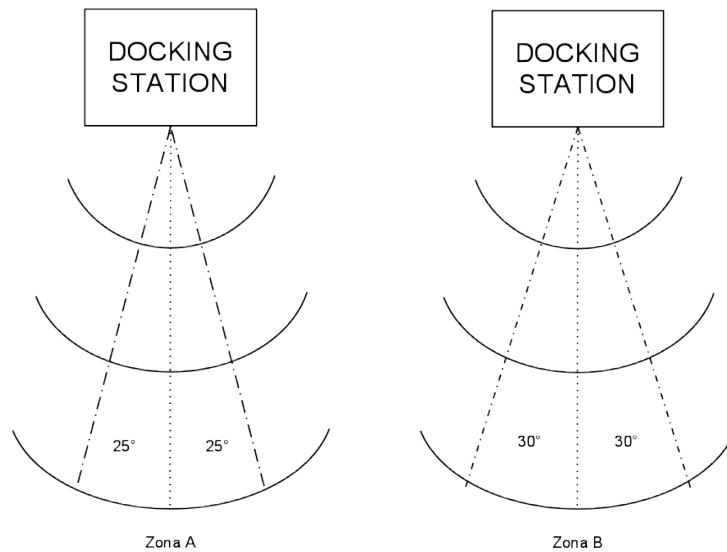 DOCKING
STATION
25°
25°
Zona A
DOCKING
STATION
30°
30°
Zona B